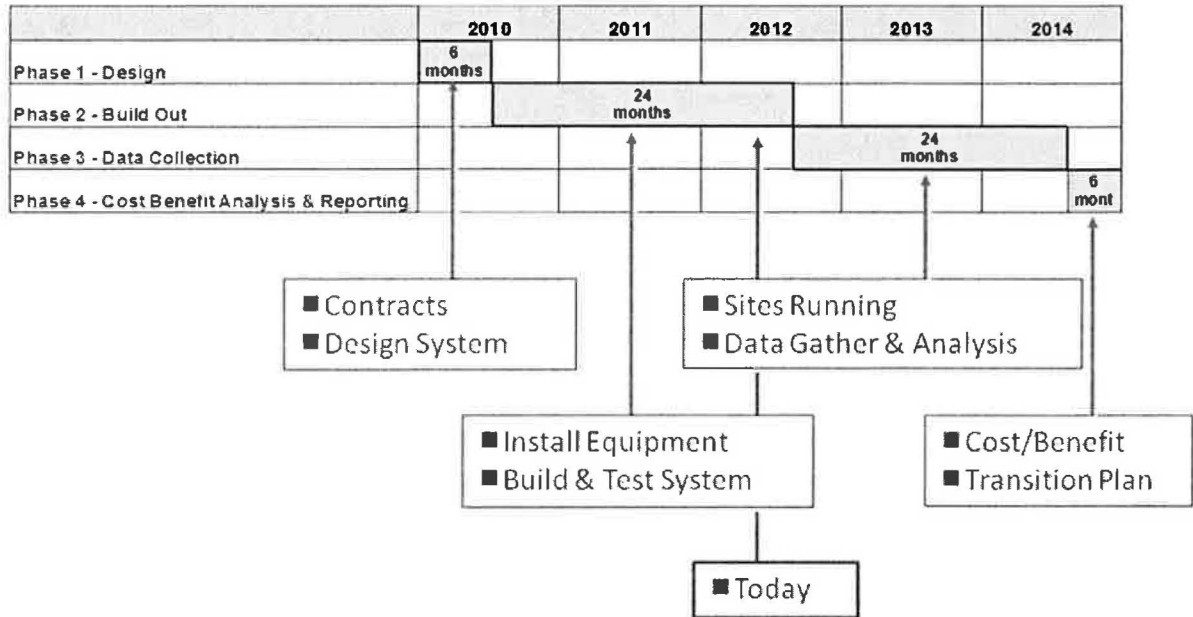 2010 2011 2012 2013 2014
Phase 1 - Design
6
months
Phase 2 - Build Out
24
months
Phase 3 - Data Collection
24
months
Phase 4 - Cost Benefit Analysis & Reporting
6
mont
■ Contracts
■ Design System
■ Sites Running
■ Data Gather & Analysis
■ Install Equipment
■ Build & Test System
■ Cost/Benefit
■ Transition Plan
■ Today